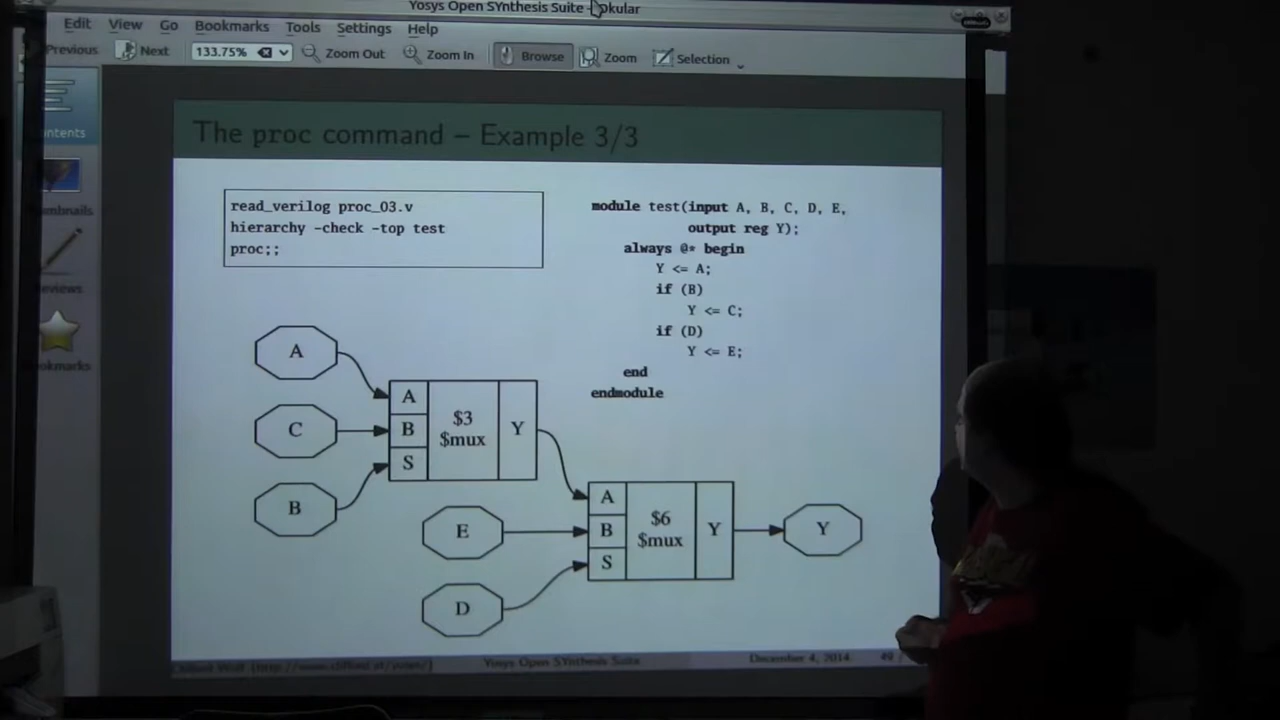 Yosys Open SYnthesis Suite - Okular
Edit View Go Bookmarks Tools Settings Help
Previous Next 133.75% Zoom Out Zoom In Browse Zoom Selection
The proc command – Example 3/3
read_verilog proc_03.v
hierarchy -check -top test
proc;;
module test(input A, B, C, D, E,
output reg Y);
always @* begin
Y <= A;
if (B)
Y <= C;
if (D)
Y <= E;
end
endmodule
A
C
B
A
B
S
$3
$mux
Y
E
D
A
B
S
$6
$mux
Y
Y
Yosys Open SYnthesis Suite
December 4, 2014
49 /